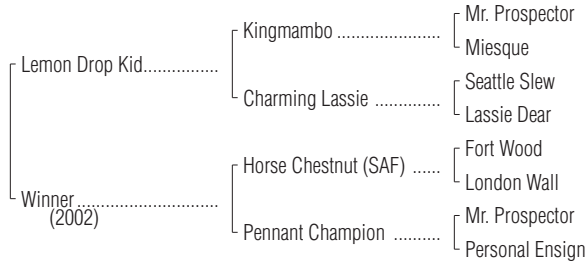 Mr. Prospector
Kingmambo .....................
Miesque
Lemon Drop Kid...............
Seattle Slew
Charming Lassie .............
Lassie Dear
Fort Wood
Horse Chestnut (SAF) ......
London Wall
Winner.............................
(2002)
Mr. Prospector
Pennant Champion ..........
Personal Ensign